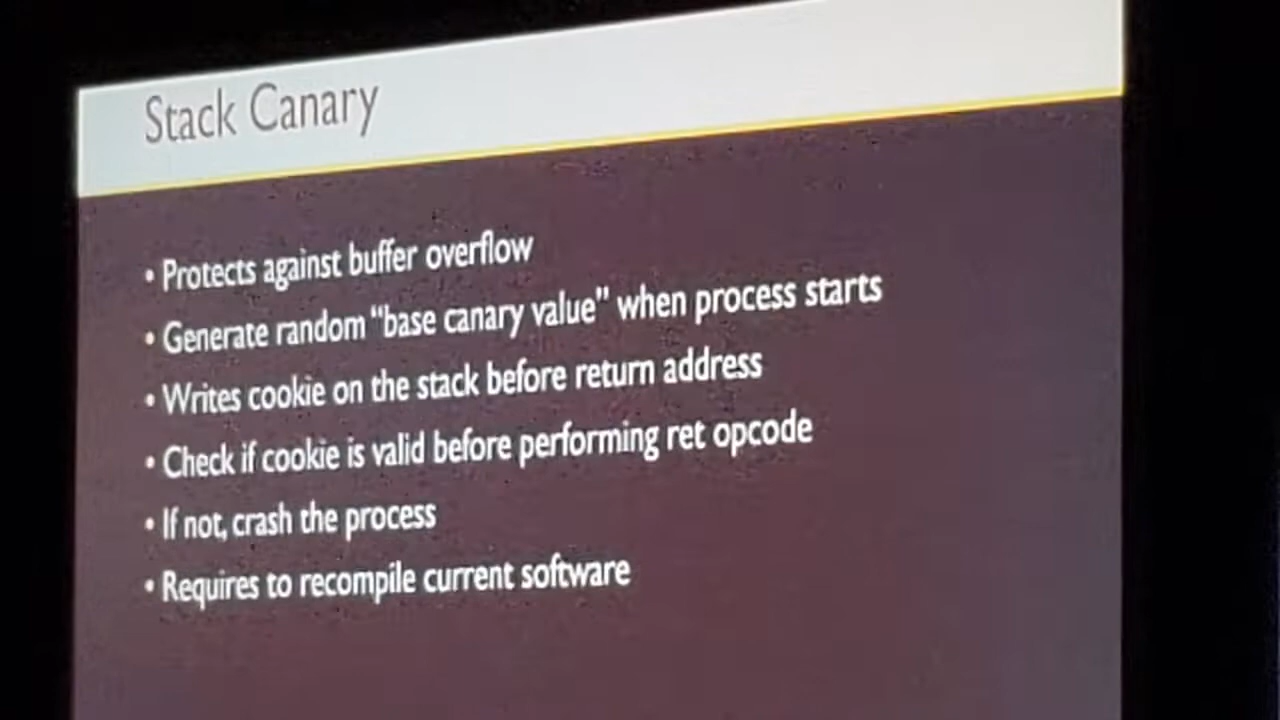 Stack Canary
• Protects against buffer overflow
• Generate random “base canary value” when process starts
• Writes cookie on the stack before return address
• Check if cookie is valid before performing ret opcode
• If not, crash the process
• Requires to recompile current software